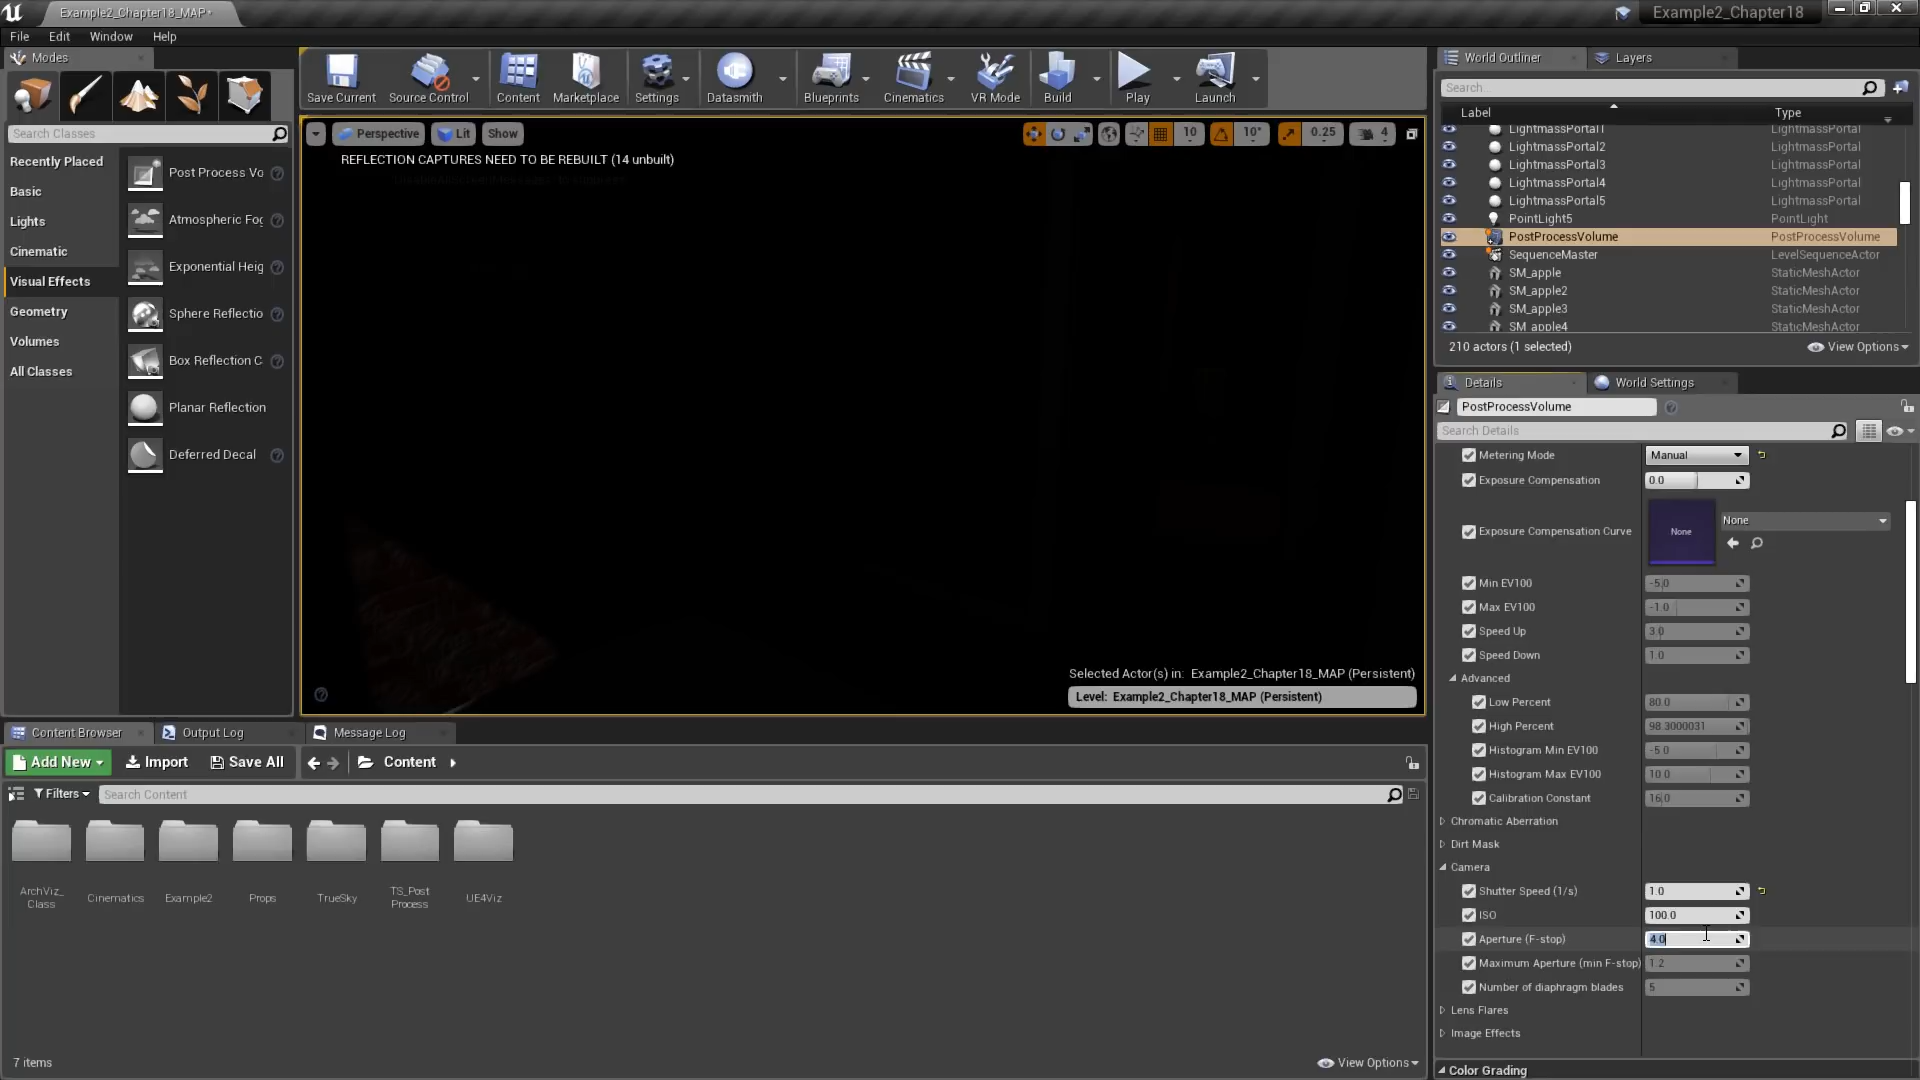 Example2_Chapter18_MAP*
Example2_Chapter18
File Edit Window Help
Modes
Search Classes
Recently Placed
Basic
Lights
Cinematic
Visual Effects
Geometry
Volumes
All Classes
Post Process Vo
Atmospheric Fog
Exponential Heig
Sphere Reflectio
Box Reflection C
Planar Reflection
Deferred Decal
Save Current Source Control Content Marketplace Settings Datasmith Blueprints Cinematics VR Mode Build Play Launch
Perspective Lit Show
10 10° 0.25 4
REFLECTION CAPTURES NEED TO BE REBUILT (14 unbuilt)
Selected Actor(s) in: Example2_Chapter18_MAP (Persistent)
Level: Example2_Chapter18_MAP (Persistent)
World Outliner Layers
Search...
Label Type
LightmassPortal1 LightmassPortal
LightmassPortal2 LightmassPortal
LightmassPortal3 LightmassPortal
LightmassPortal4 LightmassPortal
LightmassPortal5 LightmassPortal
PointLight5 PointLight
PostProcessVolume PostProcessVolume
SequenceMaster LevelSequenceActor
SM_apple StaticMeshActor
SM_apple2 StaticMeshActor
SM_apple3 StaticMeshActor
SM_apple4 StaticMeshActor
210 actors (1 selected) View Options
Details World Settings
PostProcessVolume
Search Details
Metering Mode Manual
Exposure Compensation 0.0
Exposure Compensation Curve None None
Min EV100 -5.0
Max EV100 -1.0
Speed Up 3.0
Speed Down 1.0
Advanced
Low Percent 80.0
High Percent 98.3000031
Histogram Min EV100 -5.0
Histogram Max EV100 10.0
Calibration Constant 16.0
Chromatic Aberration
Dirt Mask
Camera
Shutter Speed (1/s) 1.0
ISO 100.0
Aperture (F-stop) 4.0
Maximum Aperture (min F-stop) 1.2
Number of diaphragm blades 5
Lens Flares
Image Effects
Color Grading
Content Browser Output Log Message Log
Add New Import Save All Content
Filters Search Content
ArchViz_
Class
Cinematics
Example2
Props
TrueSky
TS_Post
Process
UE4Viz
7 items View Options